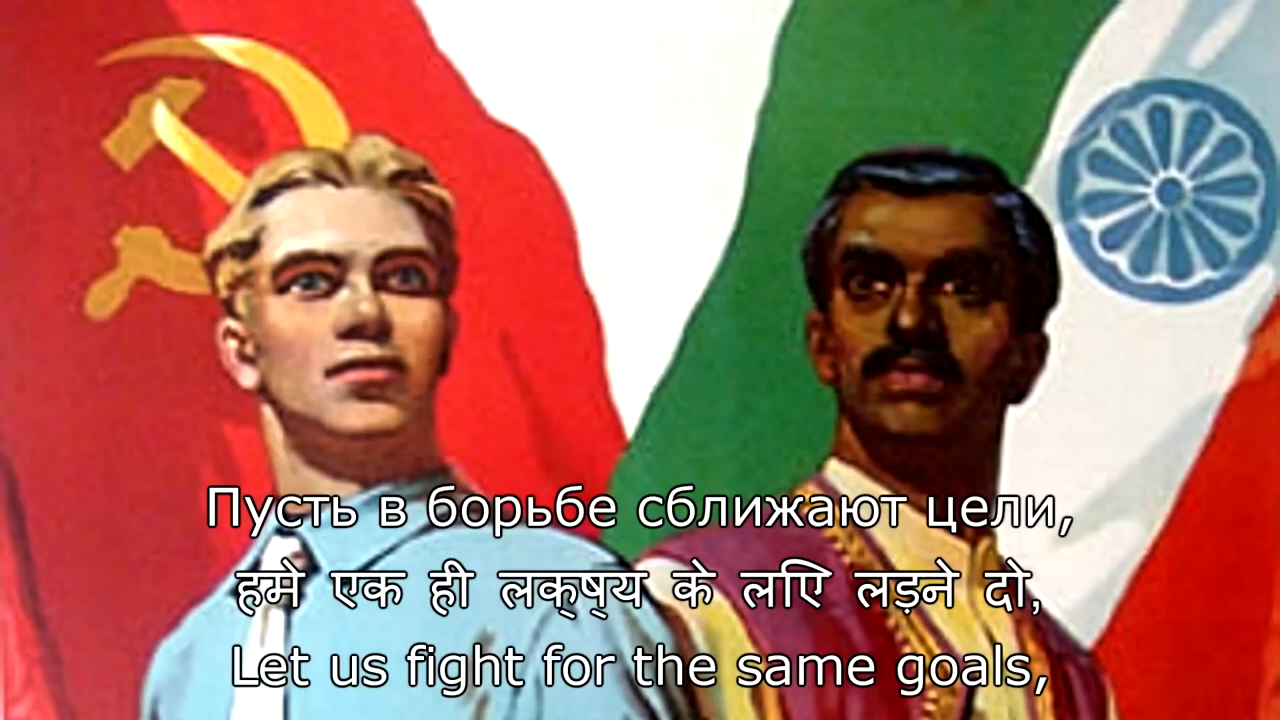 Пусть в борьбе сближают цели,
हमे एक ही लक्ष्य के लिए लड़ने दो,
Let us fight for the same goals,